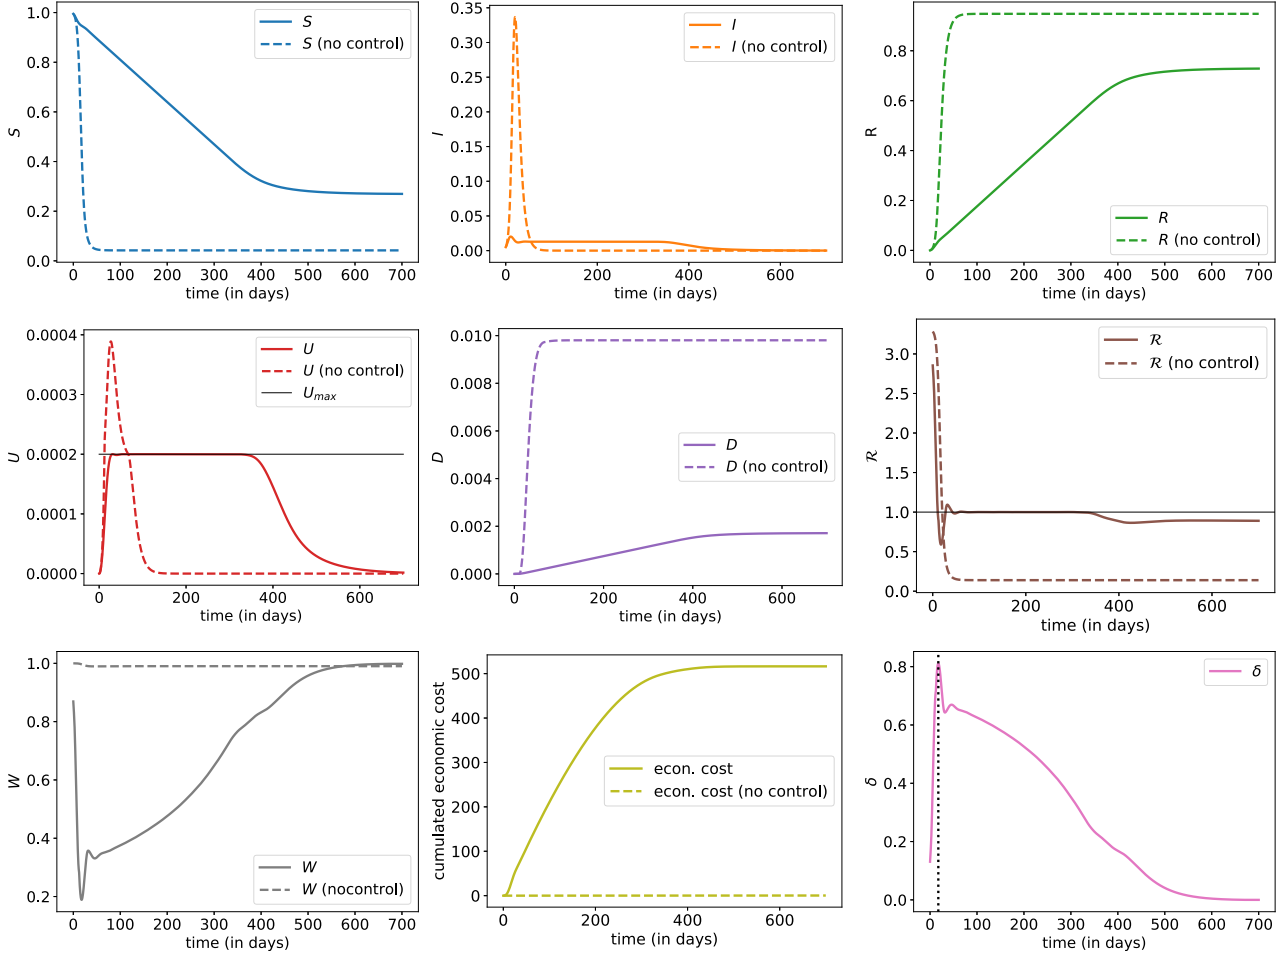 1.0
0.8
0.6
0.4
0.2
0.0
S
S
S (no control)
0 100 200 300 400 500 600 700
time (in days)
0.35
0.30
0.25
0.20
0.15
0.10
0.05
0.00
I
I
I (no control)
0 200 400 600
time (in days)
0.8
0.6
0.4
0.2
0.0
R
R
R (no control)
0 100 200 300 400 500 600 700
time (in days)
0.0004
0.0003
0.0002
0.0001
0.0000
U
U
U (no control)
Umax
0 200 400 600
time (in days)
0.010
0.008
0.006
0.004
0.002
0.000
D
D
D (no control)
0 200 400 600
time (in days)
3.0
2.5
2.0
1.5
1.0
0.5
0.0
ℛ
ℛ
ℛ (no control)
0 200 400 600
time (in days)
1.0
0.8
0.6
0.4
0.2
W
W
W (nocontrol)
0 100 200 300 400 500 600 700
time (in days)
500
400
300
200
100
0
cumulated economic cost
econ. cost
econ. cost (no control)
0 200 400 600
time (in days)
0.8
0.6
0.4
0.2
0.0
δ
δ
0 100 200 300 400 500 600 700
time (in days)